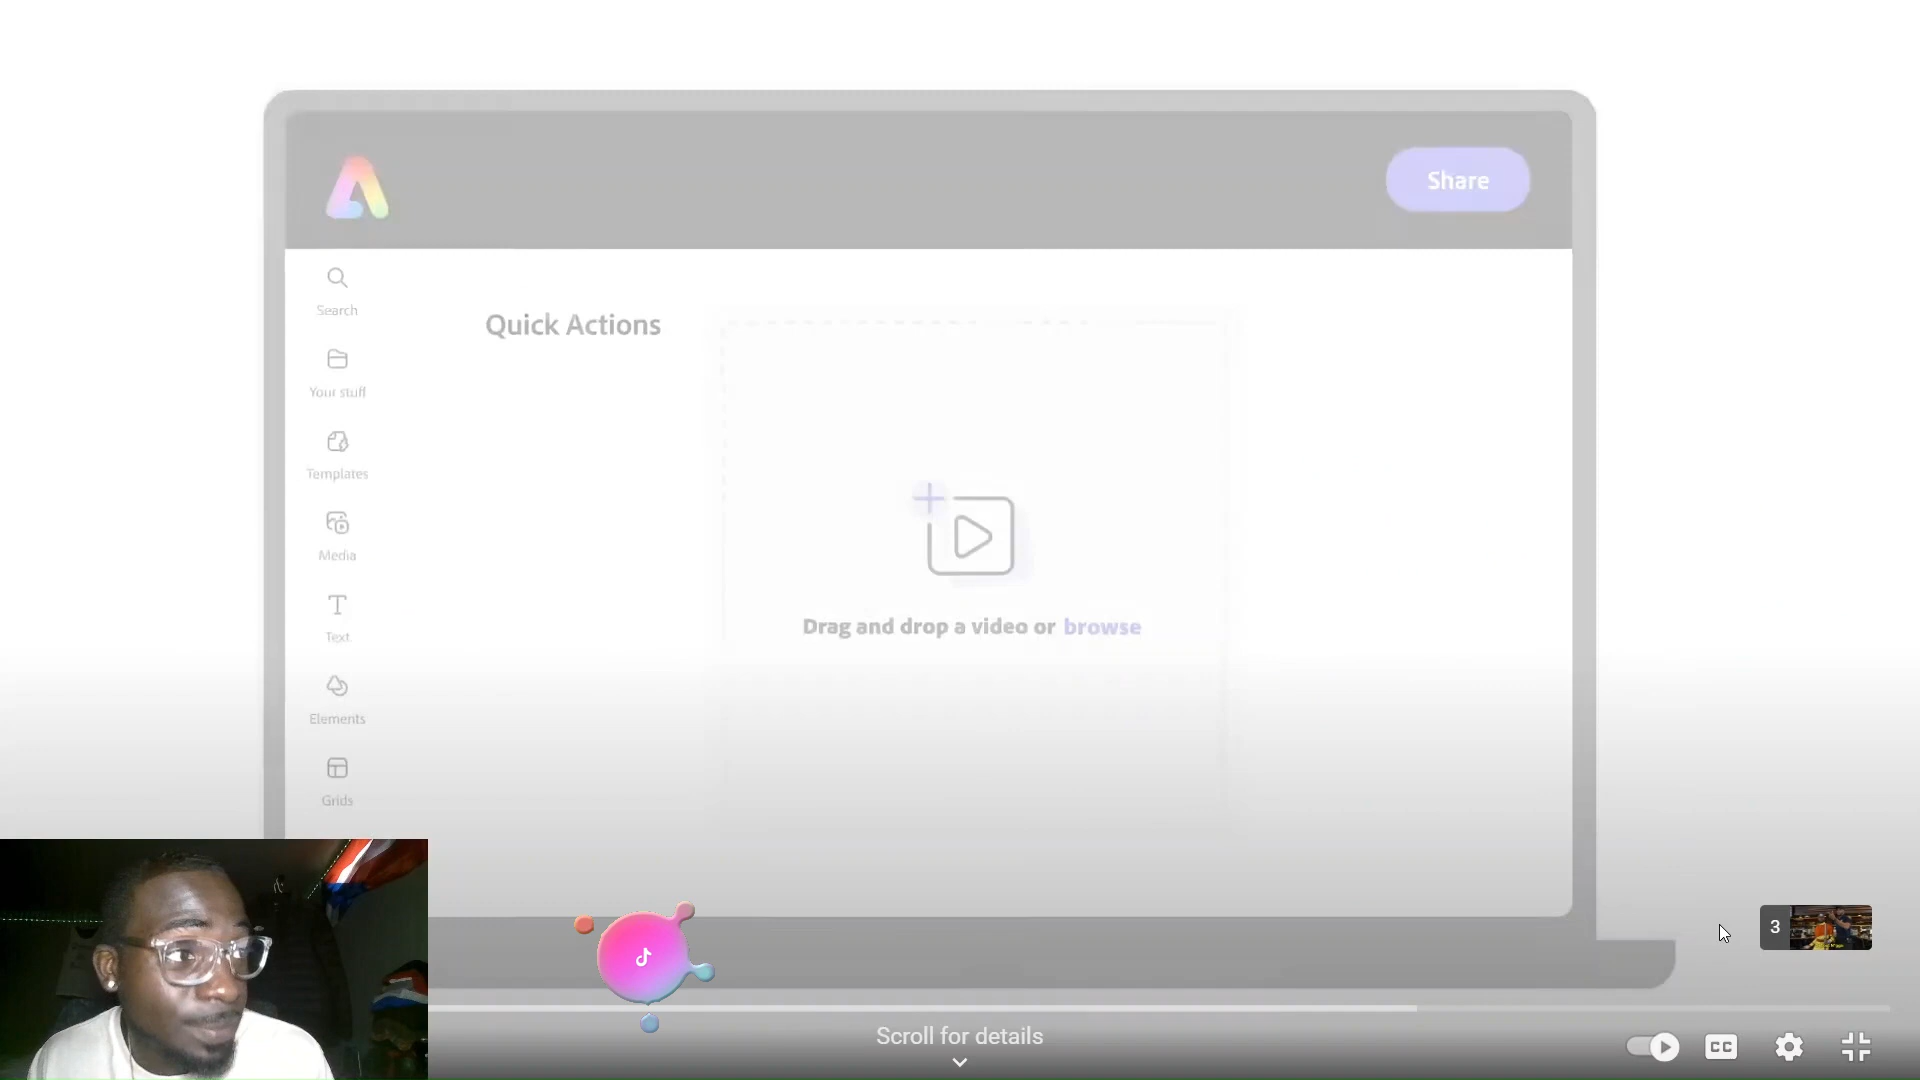 Share
Search
Quick Actions
Your stuff
Templates
Media
Text
Drag and drop a video or browse
Elements
Grids
3
Scroll for details
CC